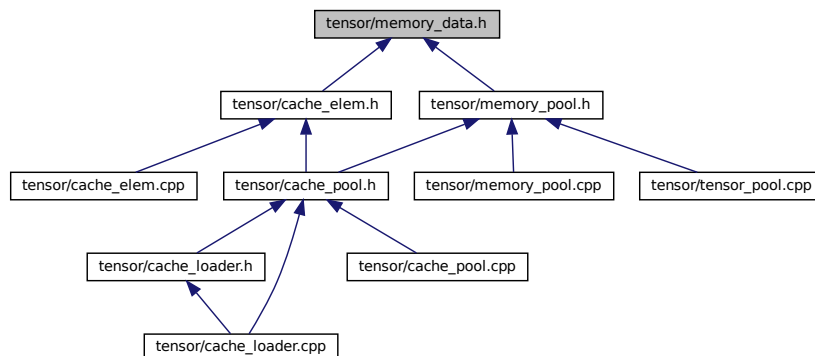 tensor/memory_data.h
tensor/cache_elem.h
tensor/memory_pool.h
tensor/cache_elem.cpp
tensor/cache_pool.h
tensor/memory_pool.cpp
tensor/tensor_pool.cpp
tensor/cache_loader.h
tensor/cache_pool.cpp
tensor/cache_loader.cpp